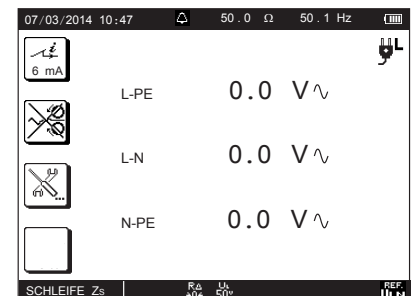 07/03/2014 10:47 50.0 Ω 50.1 Hz
L
6 mA
L-PE 0.0 V
L-N 0.0 V
N-PE 0.0 V
SCHLEIFE Zs REF.